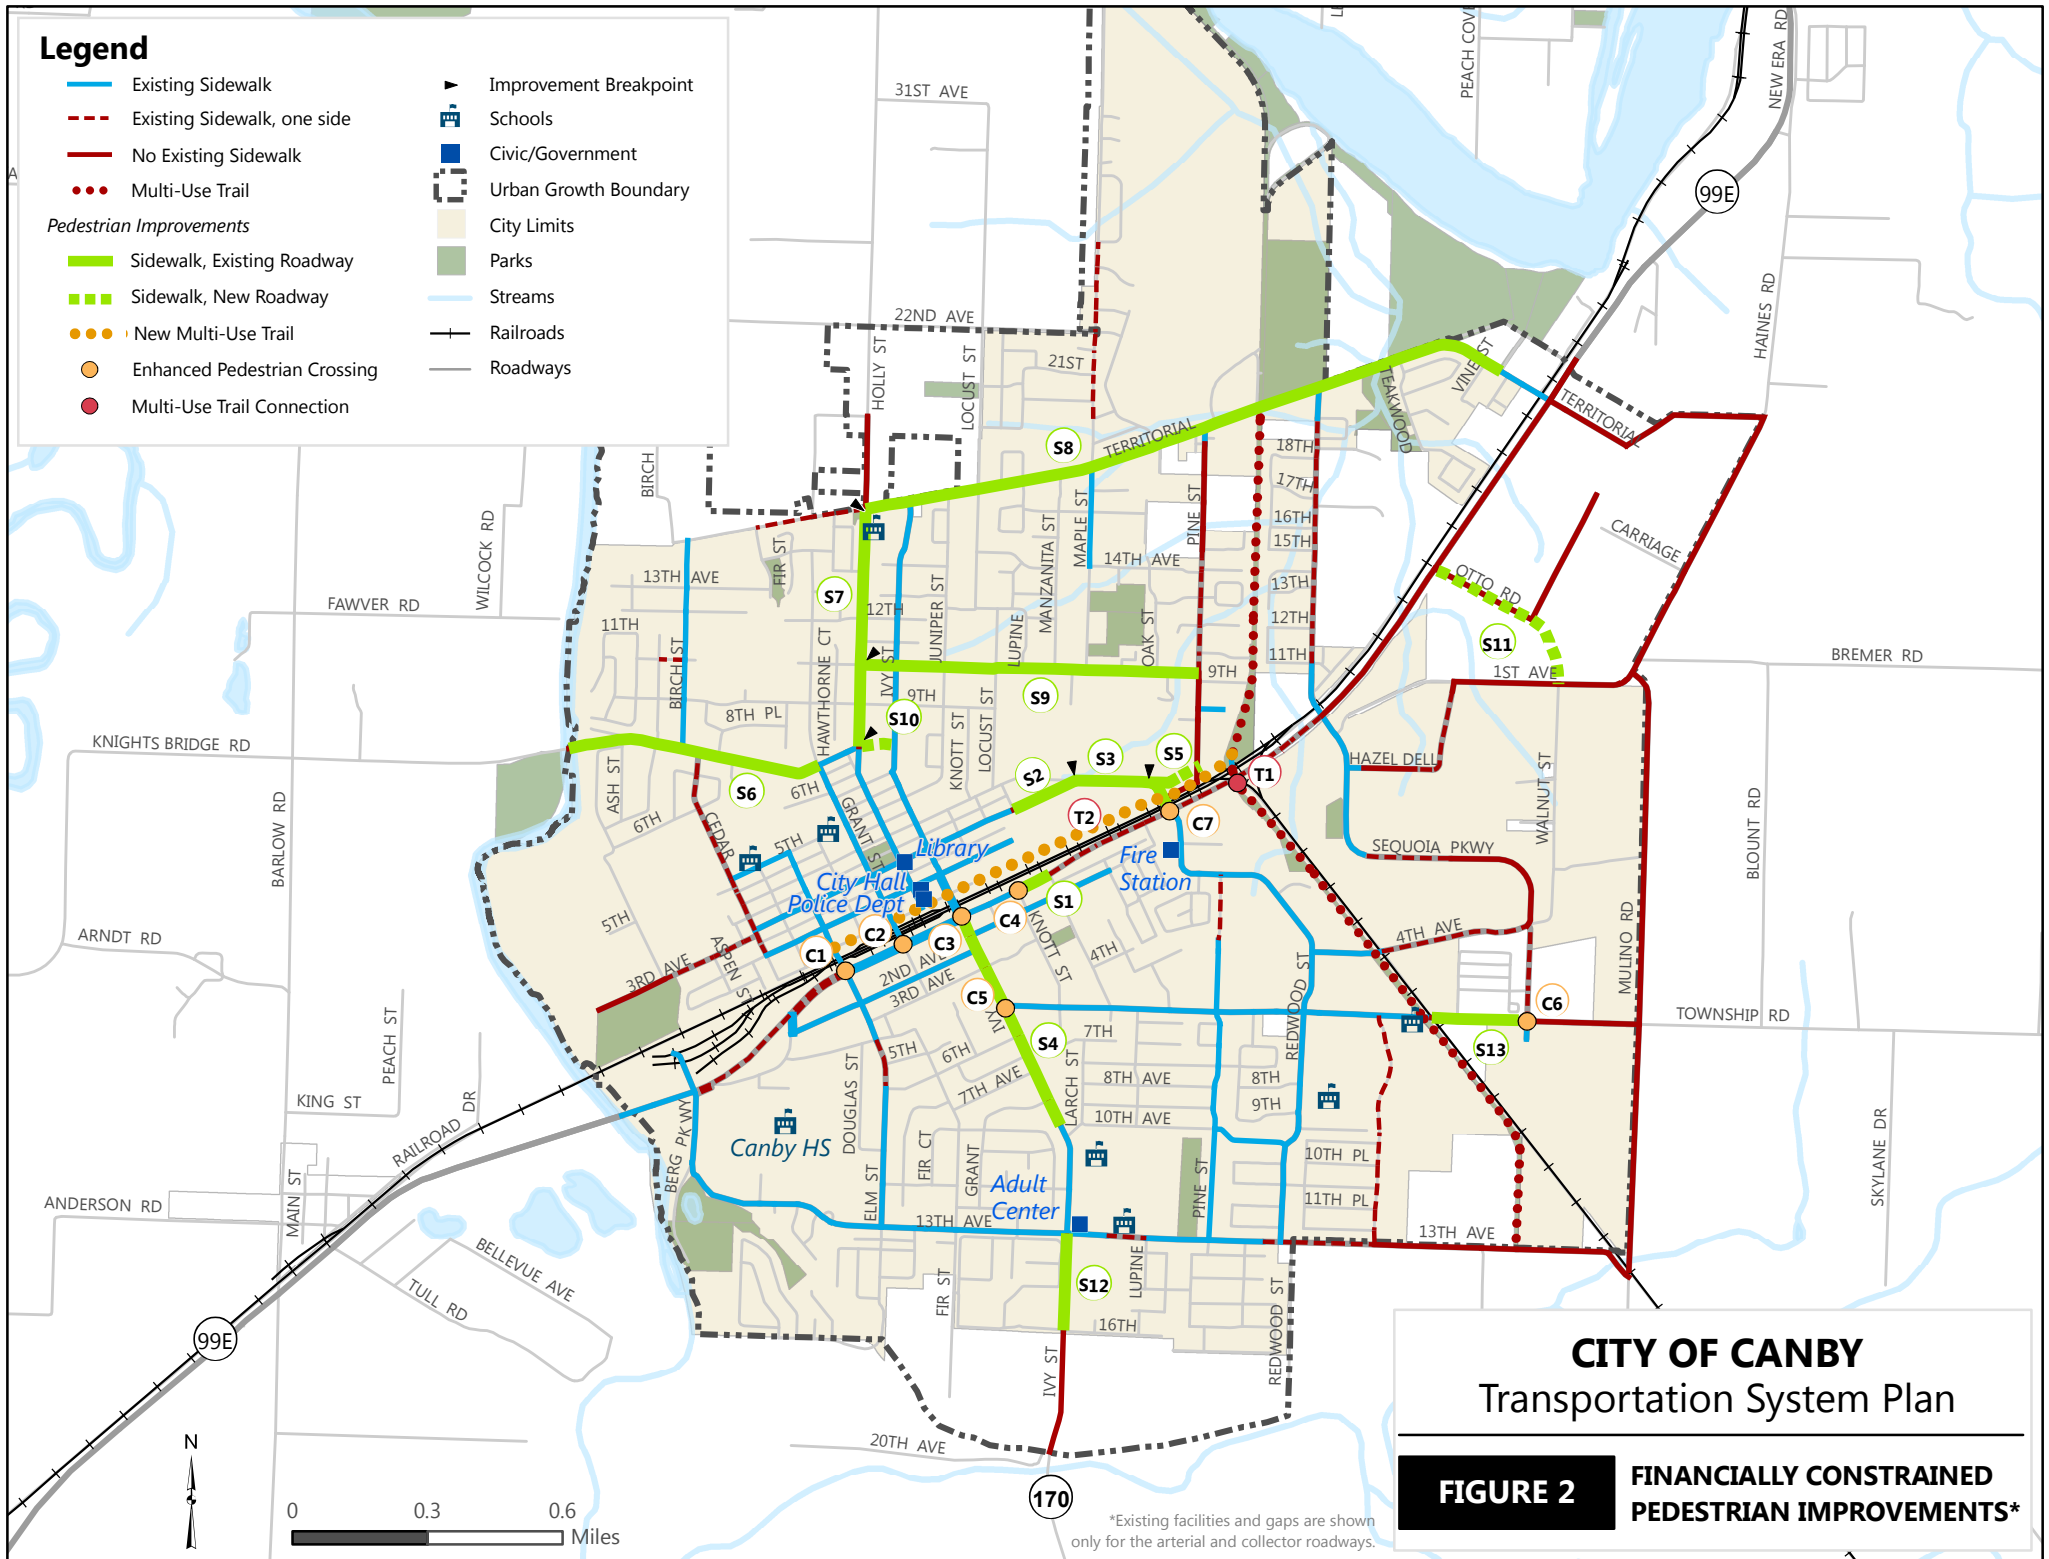 Legend
Existing Sidewalk
Existing Sidewalk, one side
No Existing Sidewalk
Multi-Use Trail
Pedestrian Improvements
Sidewalk, Existing Roadway
Sidewalk, New Roadway
New Multi-Use Trail
Enhanced Pedestrian Crossing
Multi-Use Trail Connection
Improvement Breakpoint
Schools
Civic/Government
Urban Growth Boundary
City Limits
Parks
Streams
Railroads
Roadways
31ST AVE
PEACH COV
NEW ERA RD
99E
HAINES RD
22ND AVE
HOLLY ST
LOCUST ST
21ST
VINE ST
TEAKWOOD
TERRITORIAL
TERRITORIAL
S8
18TH
17TH
16TH
15TH
13TH
12TH
11TH
BIRCH
WILCOCK RD
FIR ST
13TH AVE
MANZANITA ST
MAPLE ST
14TH AVE
PINE ST
CARRIAGE
OTTO RD
S11
1ST AVE
BREMER RD
FAWVER RD
11TH
S7
12TH
JUNIPER ST
LUPINE
OAK ST
9TH
BIRCH ST
HAWTHORNE CT
IVY ST
9TH
S9
S10
8TH PL
KNOTT ST
LOCUST ST
KNIGHTS BRIDGE RD
ASH ST
S6
6TH
6TH
CEDAR
5TH
GRANT ST
S2
S3
S5
T1
T2
C7
HAZEL DELL
WALNUT ST
SEQUOIA PKWY
BLOUNT RD
BARLOW RD
Library
City Hall
Police Dept
Fire
Station
S1
C4
C3
C2
C1
5TH
ARNDT RD
3RD AVE
ASPEN ST
2ND AVE
3RD AVE
KNOTT ST
4TH
4TH AVE
MULINO RD
C5
C6
IVY
REDWOOD ST
TOWNSHIP RD
S4
S13
7TH
5TH
6TH
7TH AVE
LARCH ST
8TH AVE
10TH AVE
8TH
9TH
PEACH ST
KING ST
RAILROAD DR
DOUGLAS ST
Canby HS
BERG PKWY
FIR CT
GRANT
ELM ST
10TH PL
11TH PL
SKYLANE DR
ANDERSON RD
MAIN ST
Adult
Center
13TH AVE
PINE ST
13TH AVE
BELLEVUE AVE
TULL RD
FIR ST
S12
LUPINE
16TH
REDWOOD ST
IVY ST
99E
20TH AVE
170
N
0 0.3 0.6
Miles
*Existing facilities and gaps are shown
only for the arterial and collector roadways.
CITY OF CANBY
Transportation System Plan
FIGURE 2
FINANCIALLY CONSTRAINED
PEDESTRIAN IMPROVEMENTS*